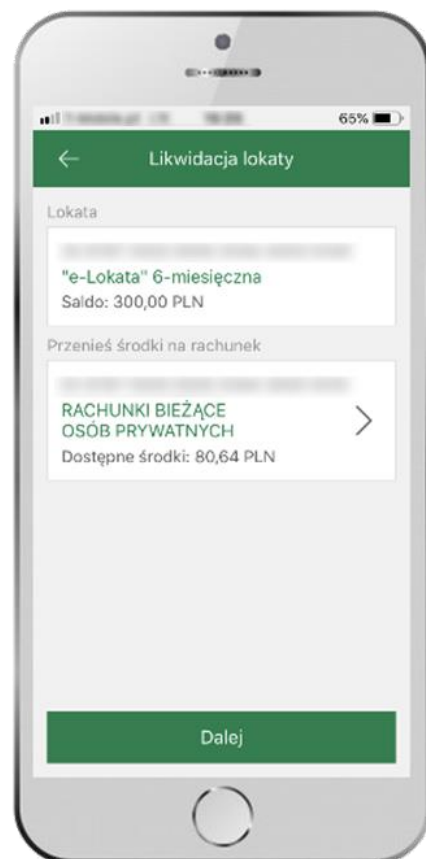 65%
Likwidacja lokaty
Lokata
"e-Lokata" 6-miesięczna
Saldo: 300,00 PLN
Przenieś środki na rachunek
RACHUNKI BIEŻĄCE
OSÓB PRYWATNYCH
Dostępne środki: 80,64 PLN
Dalej